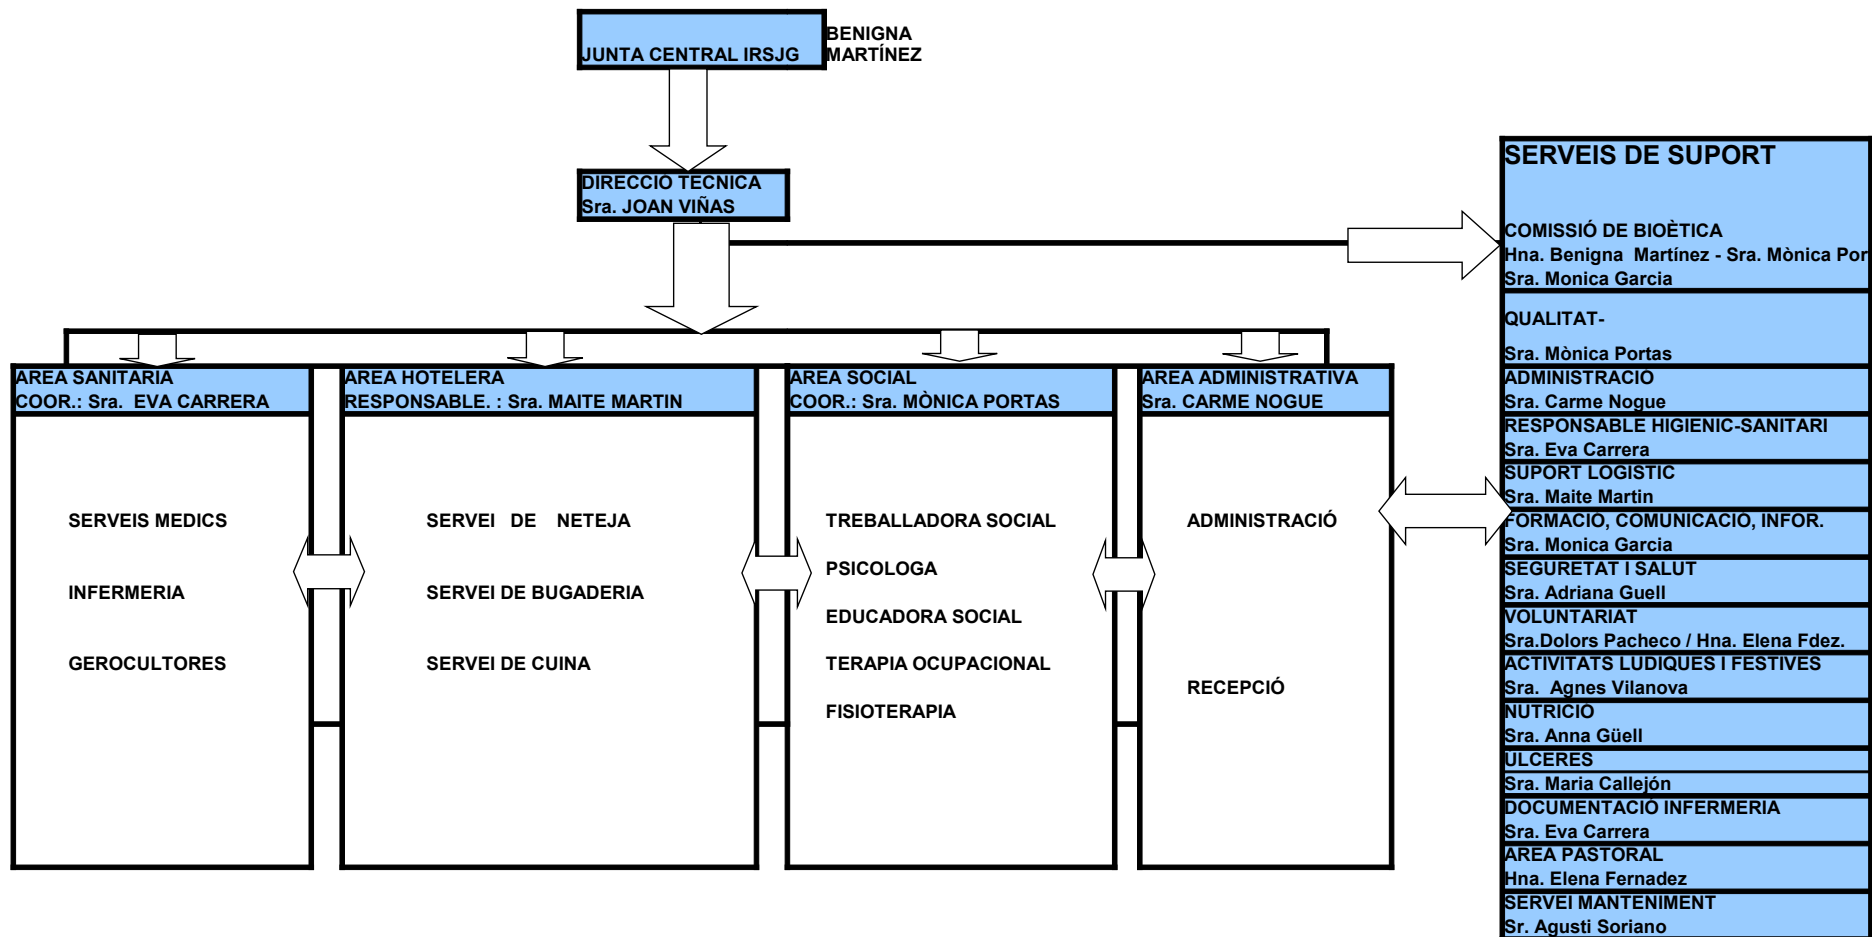 BENIGNA
JUNTA CENTRAL IRSJG MARTÍNEZ
DIRECCIÓ TECNICA
Sra. JOAN VIÑAS
AREA SANITARIA
COOR.: Sra. EVA CARRERA
SERVEIS MEDICS
INFERMERIA
GEROCULTORES
AREA HOTELERA
RESPONSABLE. : Sra. MAITE MARTIN
SERVEI DE NETEJA
SERVEI DE BUGADERIA
SERVEI DE CUINA
AREA SOCIAL
COOR.: Sra. MÒNICA PORTAS
TREBALLADORA SOCIAL
PSICOLOGA
EDUCADORA SOCIAL
TERAPIA OCUPACIONAL
FISIOTERAPIA
AREA ADMINISTRATIVA
Sra. CARME NOGUE
ADMINISTRACIÓ
RECEPCIÓ
SERVEIS DE SUPORT
COMISSIÓ DE BIOÈTICA
Hna. Benigna Martínez - Sra. Mònica Por
Sra. Monica Garcia
QUALITAT-
Sra. Mònica Portas
ADMINISTRACIÓ
Sra. Carme Nogue
RESPONSABLE HIGIENIC-SANITARI
Sra. Eva Carrera
SUPORT LOGISTIC
Sra. Maite Martin
FORMACIÓ, COMUNICACIÓ, INFOR.
Sra. Monica Garcia
SEGURETAT I SALUT
Sra. Adriana Guell
VOLUNTARIAT
Sra.Dolors Pacheco / Hna. Elena Fdez.
ACTIVITATS LUDIQUES I FESTIVES
Sra. Agnes Vilanova
NUTRICIÓ
Sra. Anna Güell
ULCERES
Sra. Maria Callejón
DOCUMENTACIÓ INFERMERIA
Sra. Eva Carrera
AREA PASTORAL
Hna. Elena Fernadez
SERVEI MANTENIMENT
Sr. Agusti Soriano